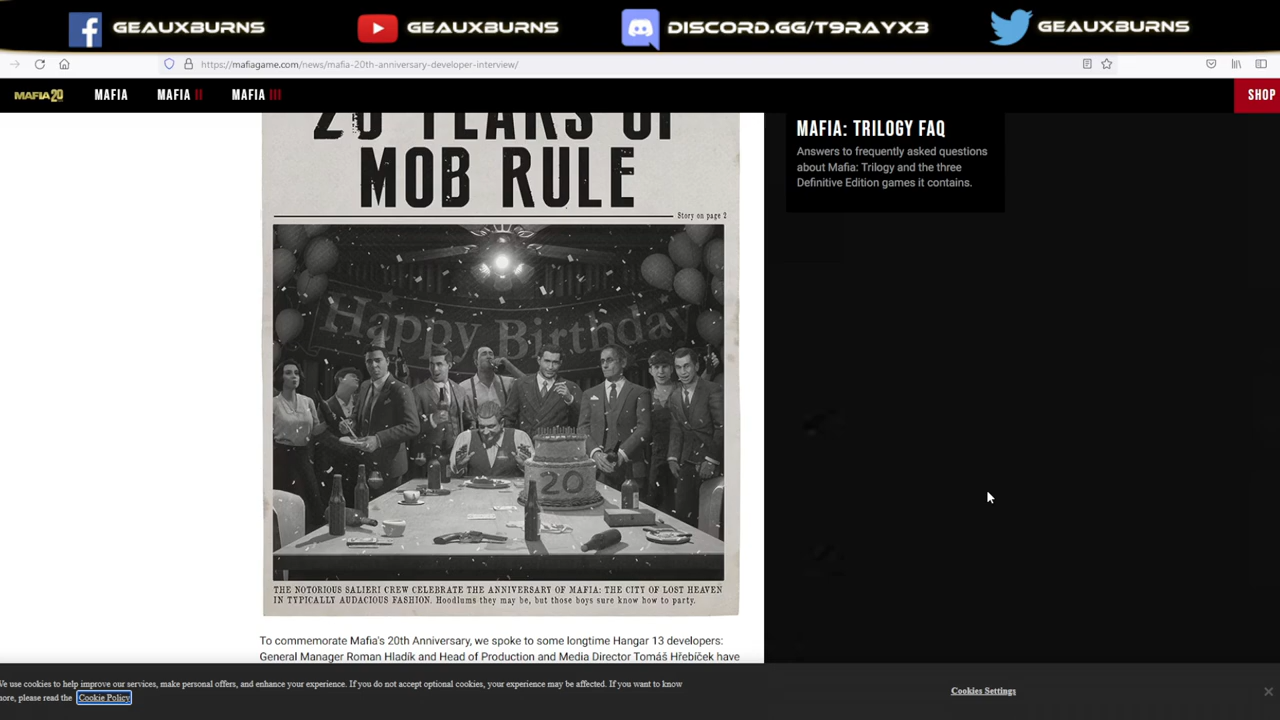 GEAUXBURNS GEAUXBURNS DISCORD.GG/T9RAYX3 GEAUXBURNS
https://mafiagame.com/news/mafia-20th-anniversary-developer-interview/
MAFIA20 MAFIA MAFIA II MAFIA III SHOP
20 YEARS OF
MOB RULE
Story on page 2
Happy Birthday
20
THE NOTORIOUS SALIERI CREW CELEBRATE THE ANNIVERSARY OF MAFIA: THE CITY OF LOST HEAVEN
IN TYPICALLY AUDACIOUS FASHION. Hoodlums they may be, but those boys sure know how to party.
To commemorate Mafia's 20th Anniversary, we spoke to some longtime Hangar 13 developers:
General Manager Roman Hladík and Head of Production and Media Director Tomáš Hřebíček have
MAFIA: TRILOGY FAQ
Answers to frequently asked questions
about Mafia: Trilogy and the three
Definitive Edition games it contains.
We use cookies to help improve our services, make personal offers, and enhance your experience. If you do not accept optional cookies, your experience may be affected. If you want to know
more, please read the Cookie Policy
Cookies Settings